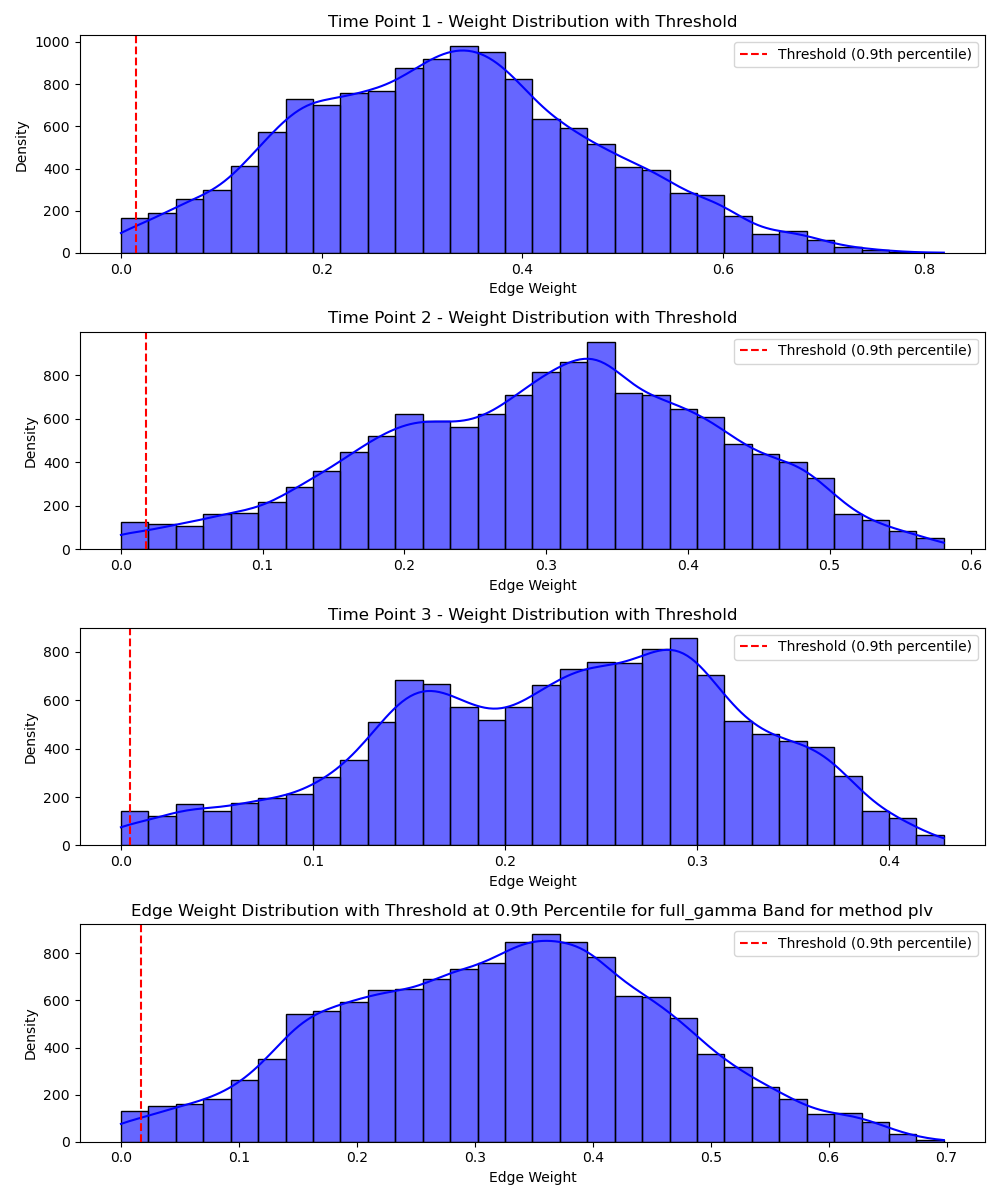 Time Point 1 - Weight Distribution with Threshold
Threshold (0.9th percentile)
Density
1000
800
600
400
200
0
0.0 0.2 0.4 0.6 0.8
Edge Weight
Time Point 2 - Weight Distribution with Threshold
Threshold (0.9th percentile)
Density
800
600
400
200
0
0.0 0.1 0.2 0.3 0.4 0.5 0.6
Edge Weight
Time Point 3 - Weight Distribution with Threshold
Threshold (0.9th percentile)
Density
800
600
400
200
0
0.0 0.1 0.2 0.3 0.4
Edge Weight
Edge Weight Distribution with Threshold at 0.9th Percentile for full_gamma Band for method plv
Threshold (0.9th percentile)
Density
800
600
400
200
0
0.0 0.1 0.2 0.3 0.4 0.5 0.6 0.7
Edge Weight